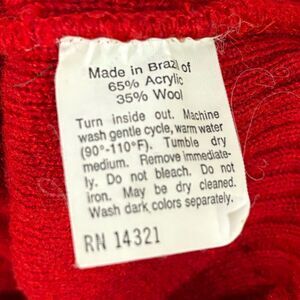 Made in Brazil of
65% Acrylic
35% Wool
Turn inside out. Machine
wash gentle cycle, warm water
(90°-110°F). Tumble dry
medium. Remove immediate-
ly. Do not bleach. Do not
iron. May be dry cleaned.
Wash dark colors separately.
RN 14321